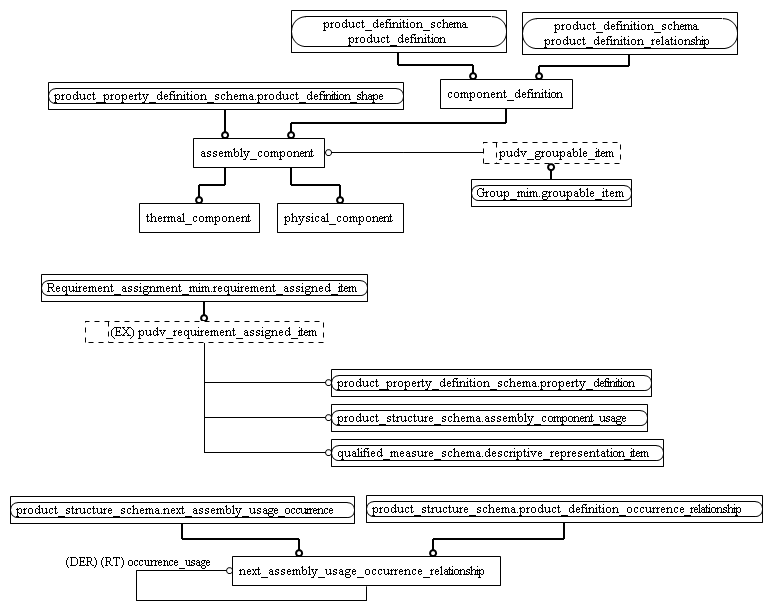 product_definition_schema.
product_definition
product_definition_schema.
product_definition_relationship
product_property_definition_schema.product_definition_shape
component_definition
assembly_component
pudv_groupable_item
Group_mim.groupable_item
thermal_component
physical_component
Requirement_assignment_mim.requirement_assigned_item
(EX) pudv_requirement_assigned_item
product_property_definition_schema.property_definition
product_structure_schema.assembly_component_usage
qualified_measure_schema.descriptive_representation_item
product_structure_schema.next_assembly_usage_occurrence
product_structure_schema.product_definition_occurrence_relationship
(DER) (RT) occurrence_usage
next_assembly_usage_occurrence_relationship